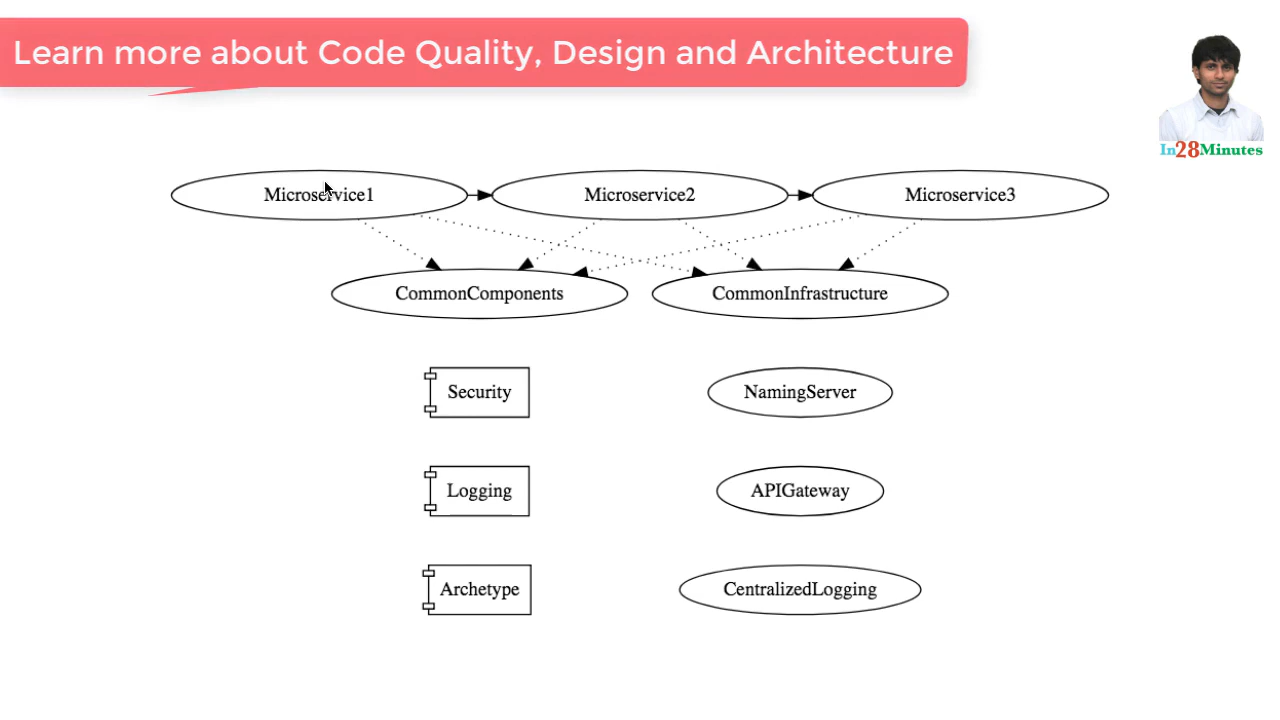 Learn more about Code Quality, Design and Architecture
In28Minutes
Microservice1 Microservice2 Microservice3
CommonComponents CommonInfrastructure
Security NamingServer
Logging APIGateway
Archetype CentralizedLogging